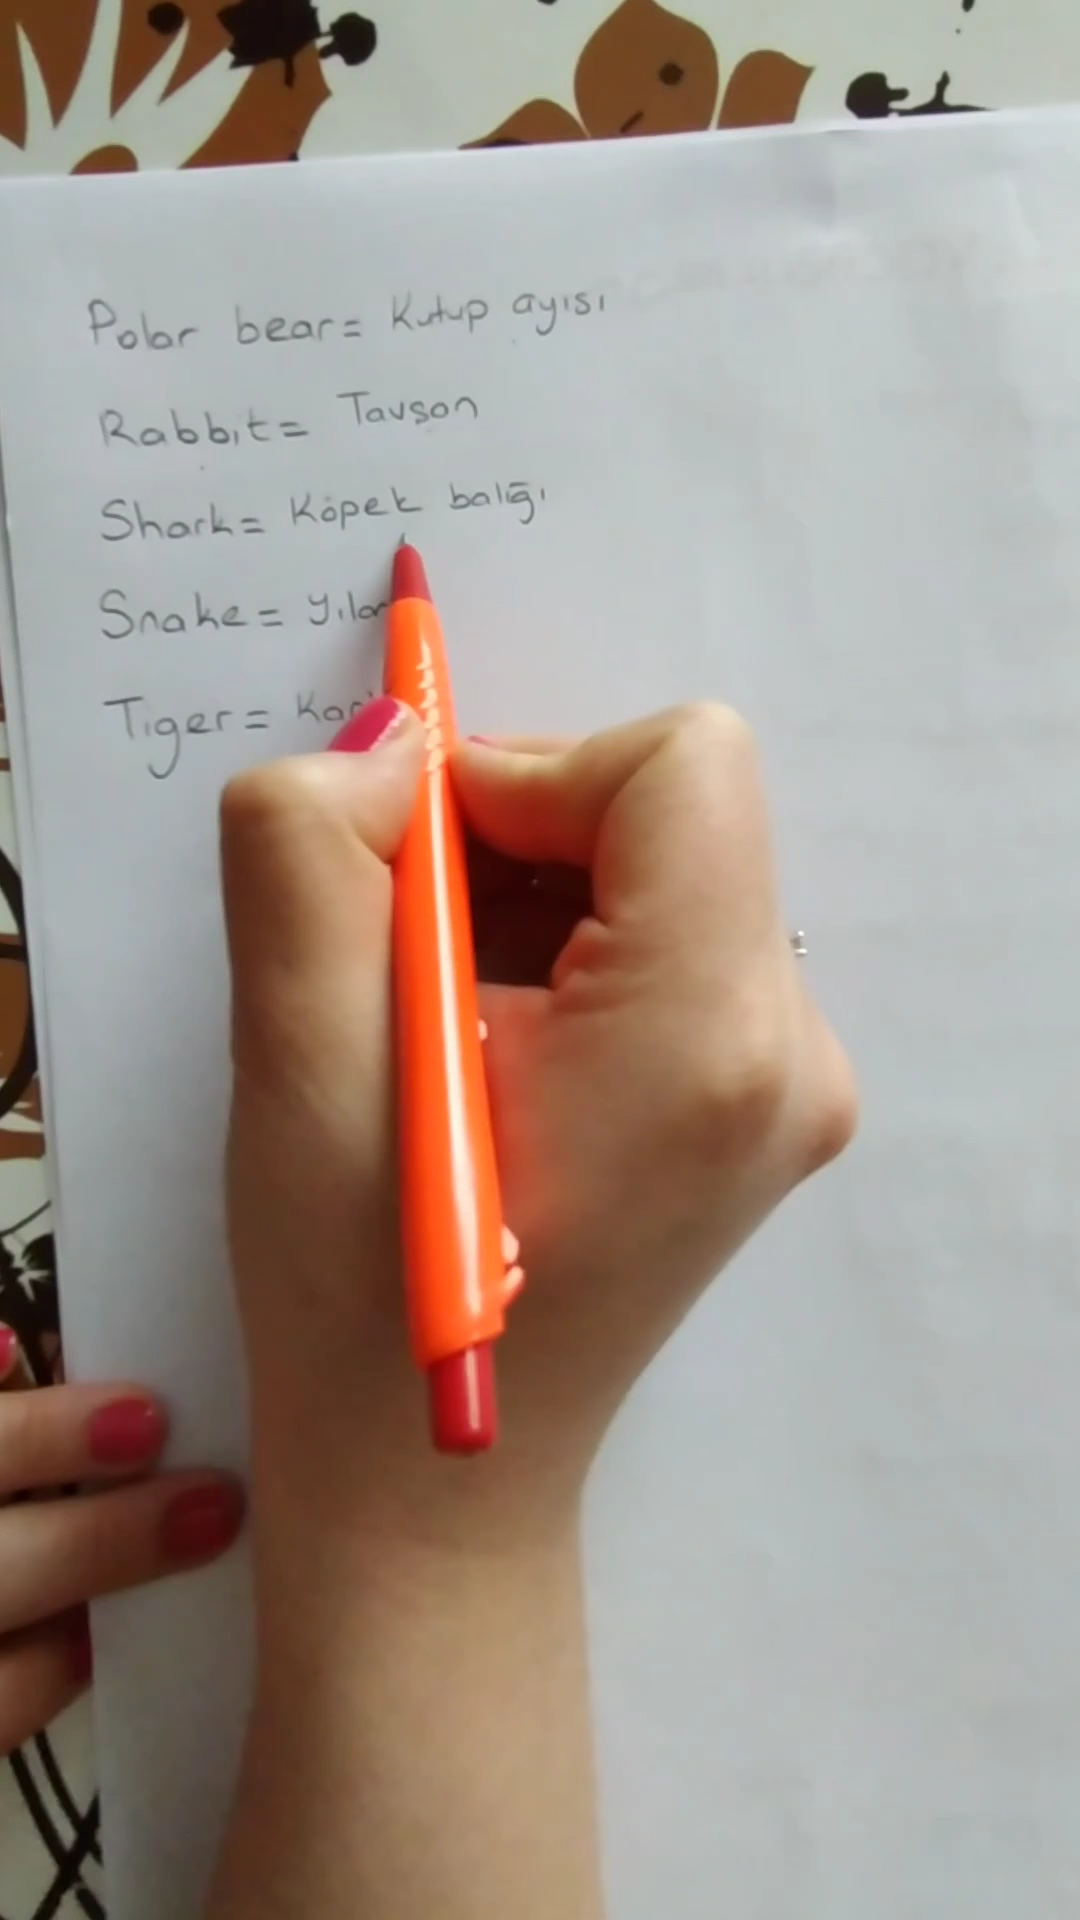 Polar bear= Kutup ayısı
Rabbit= Tavşan
Shark= Köpek balığı
Snake= yılan
Tiger=